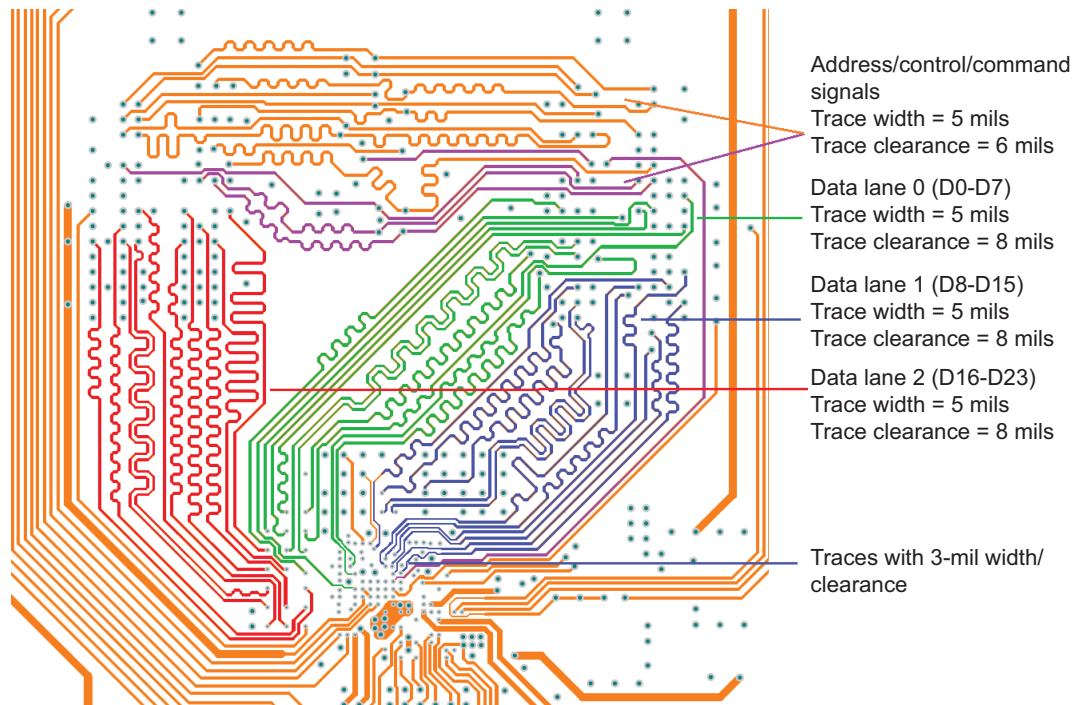 Address/control/command
signals
Trace width = 5 mils
Trace clearance = 6 mils
Data lane 0 (D0-D7)
Trace width = 5 mils
Trace clearance = 8 mils
Data lane 1 (D8-D15)
Trace width = 5 mils
Trace clearance = 8 mils
Data lane 2 (D16-D23)
Trace width = 5 mils
Trace clearance = 8 mils
Traces with 3-mil width/
clearance